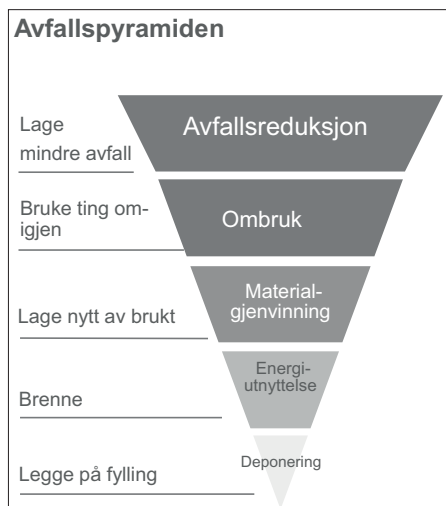 Avfallspyramiden
Lage
mindre avfall
Avfallsreduksjon
Bruke ting om-
igjen
Ombruk
Lage nytt av brukt
Material-
gjenvinning
Brenne
Energi-
utnyttelse
Legge på fylling
Deponering